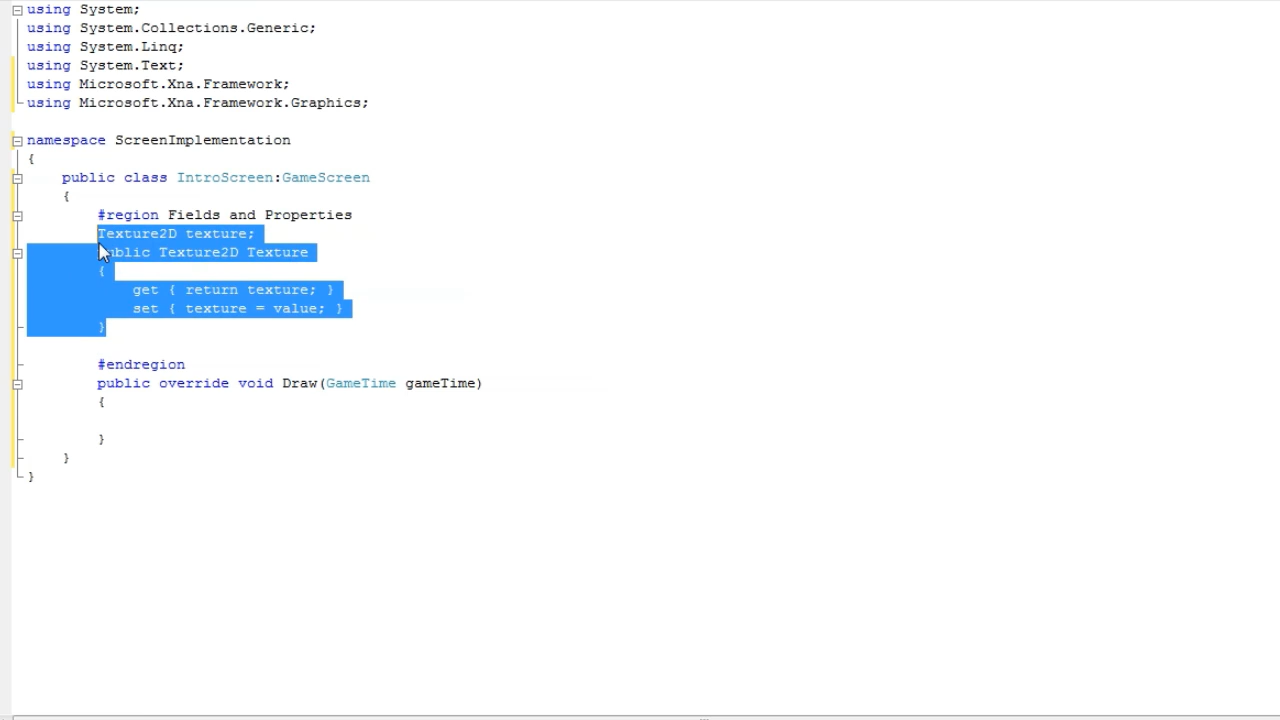 using System;
using System.Collections.Generic;
using System.Linq;
using System.Text;
using Microsoft.Xna.Framework;
using Microsoft.Xna.Framework.Graphics;
namespace ScreenImplementation
{
public class IntroScreen:GameScreen
{
#region Fields and Properties
Texture2D texture;
public Texture2D Texture
{
get { return texture; }
set { texture = value; }
}
#endregion
public override void Draw(GameTime gameTime)
{
}
}
}